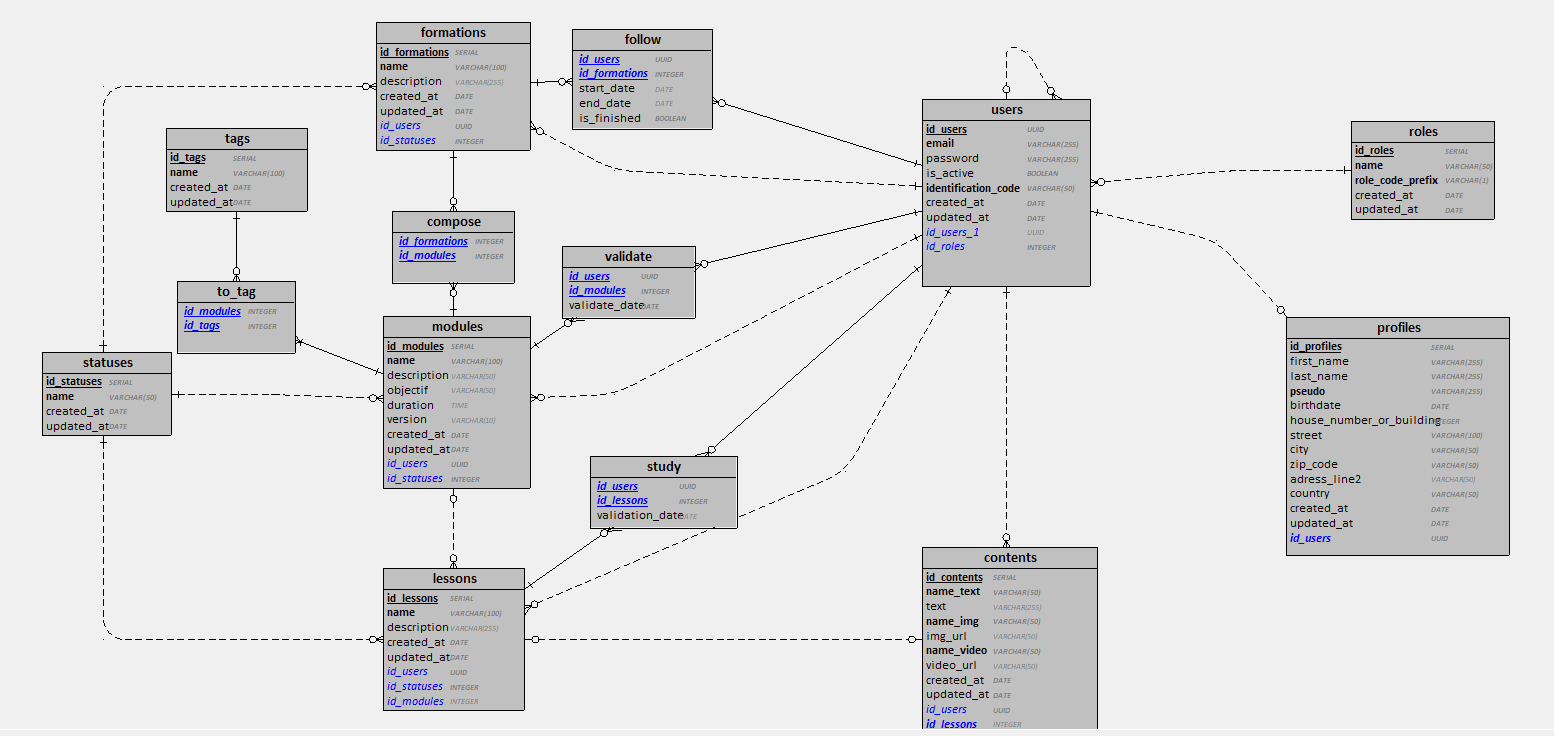 formations
id_formations SERIAL
name VARCHAR(100)
description VARCHAR(255)
created_at DATE
updated_at DATE
id_users UUID
id_statuses INTEGER
follow
id_users UUID
id_formations INTEGER
start_date DATE
end_date DATE
is_finished BOOLEAN
users
id_users UUID
email VARCHAR(255)
password VARCHAR(255)
is_active BOOLEAN
identification_code VARCHAR(50)
created_at DATE
updated_at DATE
id_users_1 UUID
id_roles INTEGER
roles
id_roles SERIAL
name VARCHAR(50)
role_code_prefix VARCHAR(1)
created_at DATE
updated_at DATE
tags
id_tags SERIAL
name VARCHAR(100)
created_at DATE
updated_at DATE
compose
id_formations INTEGER
id_modules INTEGER
validate
id_users UUID
id_modules INTEGER
validate_date DATE
to_tag
id_modules INTEGER
id_tags INTEGER
modules
id_modules SERIAL
name VARCHAR(100)
description VARCHAR(50)
objectif VARCHAR(50)
duration TIME
version VARCHAR(10)
created_at DATE
updated_at DATE
id_users UUID
id_statuses INTEGER
profiles
id_profiles SERIAL
first_name VARCHAR(255)
last_name VARCHAR(255)
pseudo VARCHAR(255)
birthdate DATE
house_number_or_building
street VARCHAR(100)
city VARCHAR(50)
zip_code VARCHAR(50)
adress_line2 VARCHAR(50)
country VARCHAR(50)
created_at DATE
updated_at DATE
id_users UUID
statuses
id_statuses SERIAL
name VARCHAR(50)
created_at DATE
updated_at DATE
study
id_users UUID
id_lessons INTEGER
validation_date DATE
lessons
id_lessons SERIAL
name VARCHAR(100)
description VARCHAR(255)
created_at DATE
updated_at DATE
id_users UUID
id_statuses INTEGER
id_modules INTEGER
contents
id_contents SERIAL
name_text VARCHAR(50)
text VARCHAR(255)
name_img VARCHAR(50)
img_url VARCHAR(50)
name_video VARCHAR(50)
video_url VARCHAR(50)
created_at DATE
updated_at DATE
id_users UUID
id_lessons INTEGER